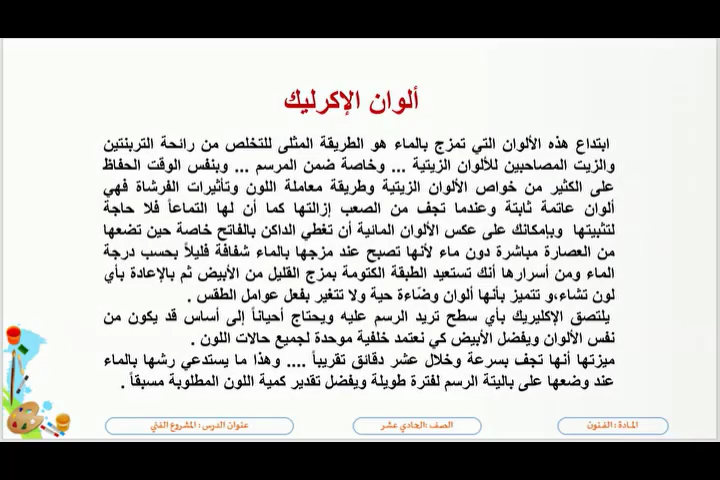 ألوان الإكرليك
ابتداع هذه الألوان التي تمزج بالماء هو الطريقة المثلى للتخلص من رائحة التربنتين
والزيت المصاحبين للألوان الزيتية ... وخاصة ضمن المرسم ... وبنفس الوقت الحفاظ
على الكثير من خواص الألوان الزيتية وطريقة معاملة اللون وتأثيرات الفرشاة فهي
ألوان عاتمة ثابتة وعندما تجف من الصعب إزالتها كما أن لها التماعاً فلا حاجة
لتثبيتها وبإمكانك على عكس الألوان المائية أن تغطي الداكن بالفاتح خاصة حين تضعها
من العصارة مباشرة دون ماء لأنها تصبح عند مزجها بالماء شفافة قليلاً بحسب درجة
الماء ومن أسرارها أنك تستعيد الطبقة الكتومة بمزج القليل من الأبيض ثم بالإعادة بأي
لون تشاء،و تتميز بأنها ألوان وضّاءة حية ولا تتغير بفعل عوامل الطقس .
يلتصق الإكليريك بأي سطح تريد الرسم عليه ويحتاج أحياناً إلى أساس قد يكون من
نفس الألوان ويفضل الأبيض كي نعتمد خلفية موحدة لجميع حالات اللون .
ميزتها أنها تجف بسرعة وخلال عشر دقائق تقريباً .... وهذا ما يستدعي رشها بالماء
عند وضعها على باليتة الرسم لفترة طويلة ويفضل تقدير كمية اللون المطلوبة مسبقاً .
المادة : الفنون
الصف :الحادي عشر
عنوان الدرس : المشروع الفني